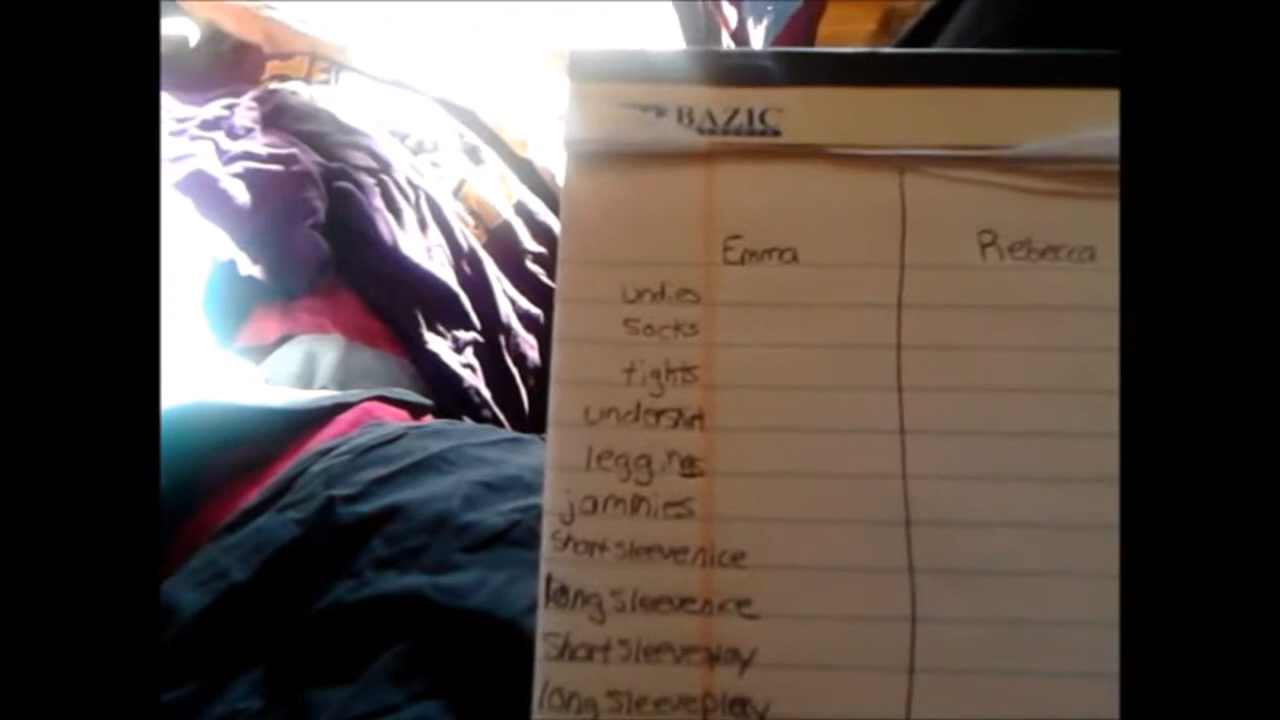 BAZIC
Emma Rebecca
undies
socks
tights
undershirt
leggings
jammies
short sleeve nice
long sleeve nice
short sleeve play
long sleeve play